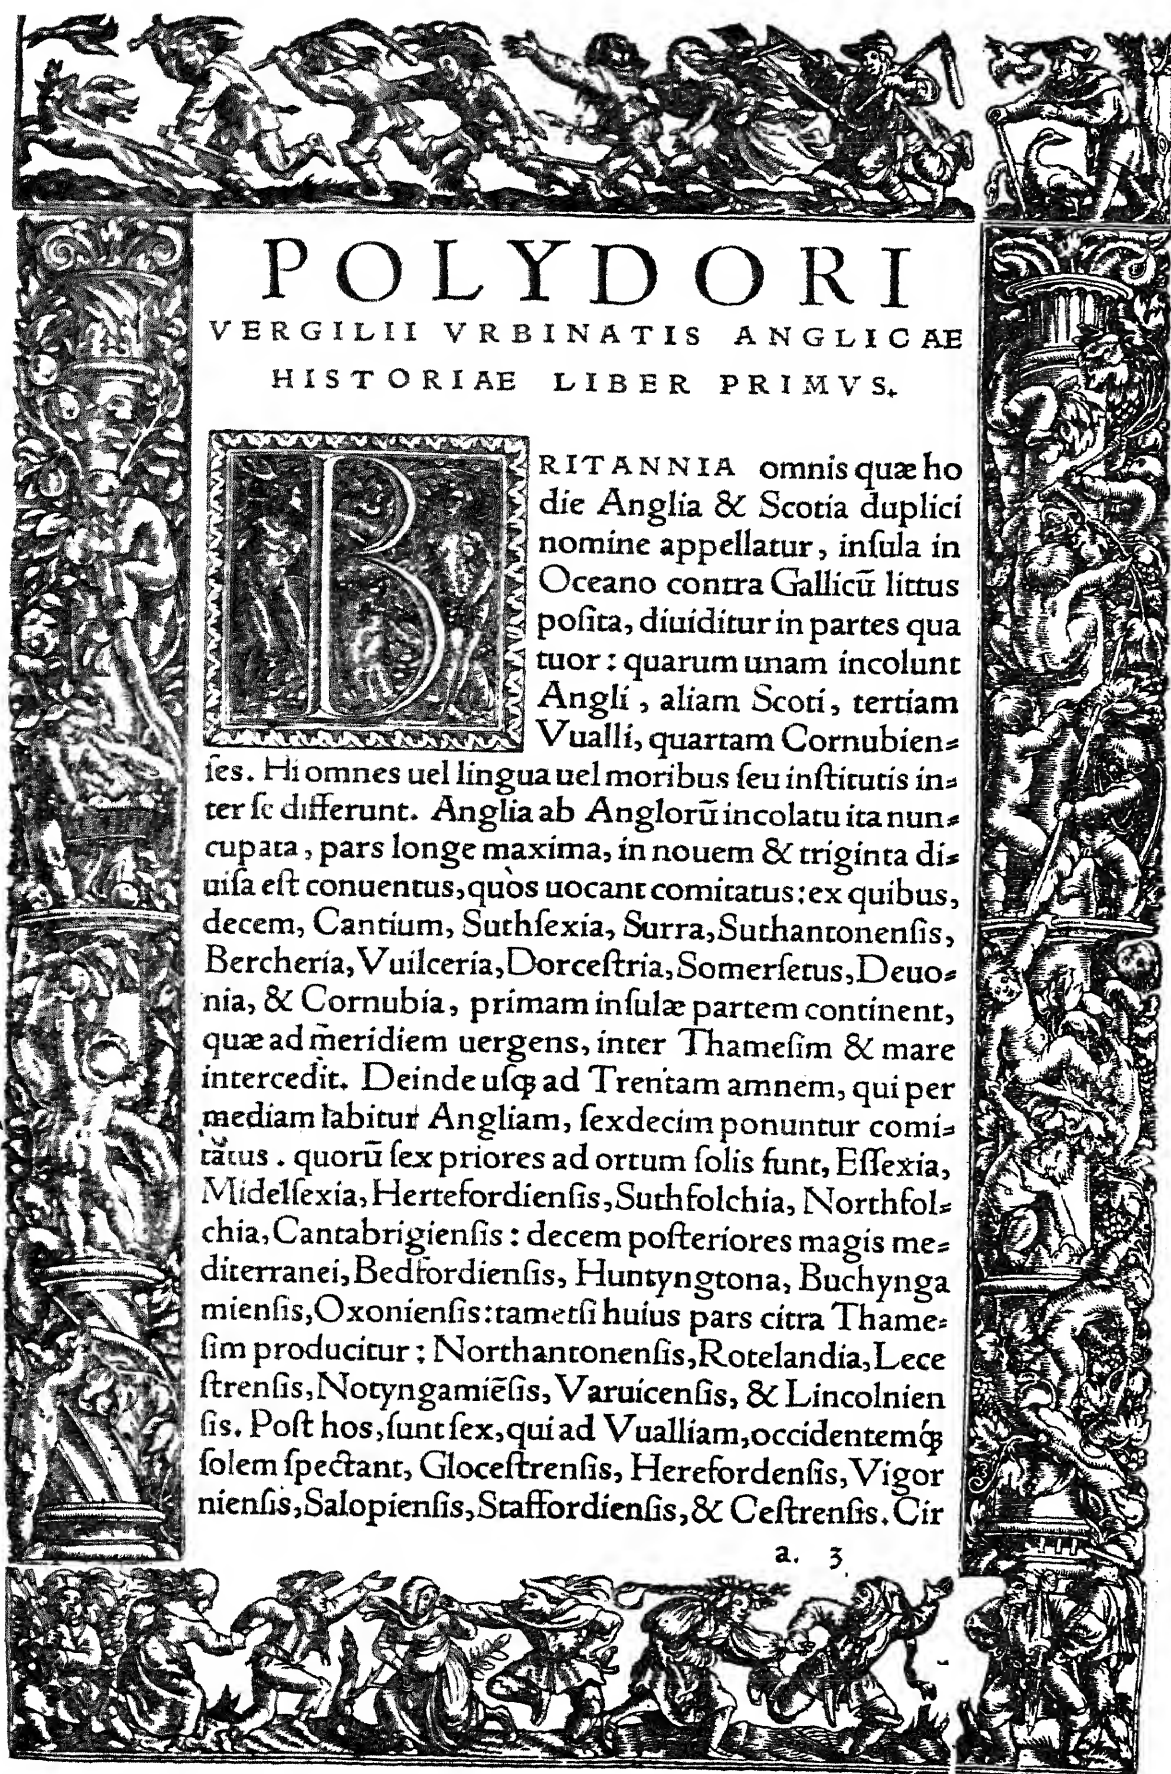 POLYDORI
VERGILII VRBINATIS ANGLICAE
HISTORIAE LIBER PRIMVS.
BRITANNIA omnis quæ ho
die Anglia & Scotia duplici
nomine appellatur, inſula in
Oceano contra Gallicū littus
poſita, diuiditur in partes qua
tuor: quarum unam incolunt
Angli, aliam Scoti, tertiam
Vualli, quartam Cornubien⸗
ſes. Hi omnes uel lingua uel moribus ſeu inſtitutis in⸗
ter ſe differunt. Anglia ab Anglorū incolatu ita nun⸗
cupata, pars longe maxima, in nouem & triginta di⸗
uiſa eſt conuentus, quòs uocant comitatus: ex quibus,
decem, Cantium, Suthſexia, Surra, Suthantonenſis,
Bercheria, Vuilceria, Dorceſtria, Somerſetus, Deuo⸗
nia, & Cornubia, primam inſulæ partem continent,
quæ ad meridiem uergens, inter Thameſim & mare
intercedit. Deinde uſqꝫ ad Trentam amnem, qui per
mediam labitur Angliam, ſexdecim ponuntur comi⸗
tatus. quorū ſex priores ad ortum ſolis ſunt, Eſſexia,
Midelſexia, Hertefordienſis, Suthfolchia, Northfol⸗
chia, Cantabrigienſis: decem poſteriores magis me⸗
diterranei, Bedfordienſis, Huntyngtona, Buchynga
mienſis, Oxonienſis: tametſi huius pars citra Thame⸗
ſim producitur: Northantonenſis, Rotelandia, Lece
ſtrenſis, Notyngamiēſis, Varuicenſis, & Lincolnien
ſis. Poſt hos, ſunt ſex, qui ad Vualliam, occidentemqꝫ́
ſolem ſpectant, Gloceſtrenſis, Herefordenſis, Vigor
nienſis, Salopienſis, Staffordienſis, & Ceſtrenſis. Cir
a. 3